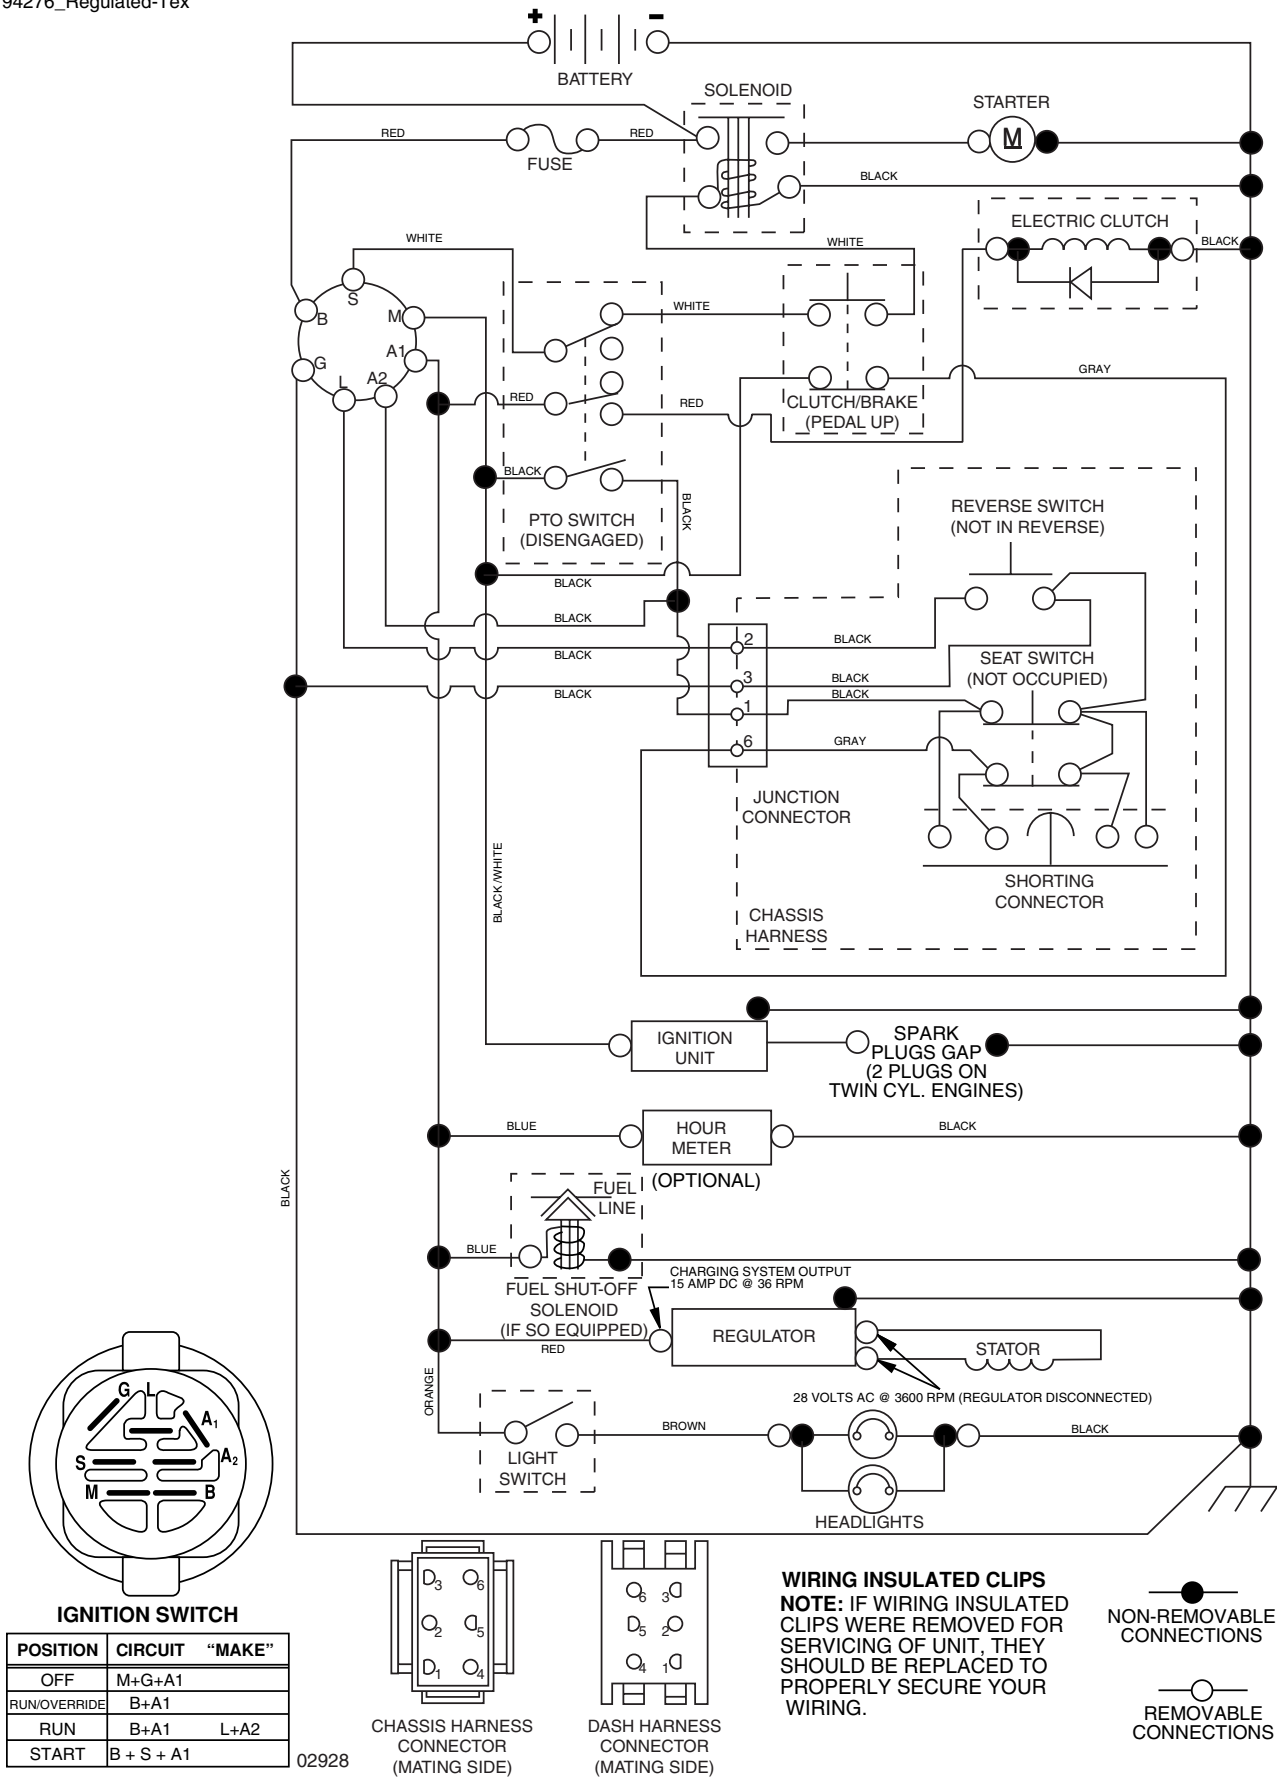 94276_Regulated-Tex
+ −
BATTERY
SOLENOID
STARTER
M
RED
FUSE
RED
BLACK
ELECTRIC CLUTCH
BLACK
WHITE
WHITE
WHITE
S
B
M
A1
G
L
A2
RED
RED
CLUTCH/BRAKE
(PEDAL UP)
GRAY
BLACK
BLACK
PTO SWITCH
(DISENGAGED)
REVERSE SWITCH
(NOT IN REVERSE)
BLACK
BLACK
BLACK
BLACK
2
BLACK
SEAT SWITCH
(NOT OCCUPIED)
3
BLACK
1
BLACK
6
GRAY
JUNCTION
CONNECTOR
SHORTING
CONNECTOR
CHASSIS
HARNESS
BLACK/WHITE
IGNITION
UNIT
SPARK
PLUGS GAP
(2 PLUGS ON
TWIN CYL. ENGINES)
BLUE
HOUR
METER
(OPTIONAL)
BLACK
BLACK
FUEL
LINE
BLUE
FUEL SHUT-OFF
SOLENOID
(IF SO EQUIPPED)
CHARGING SYSTEM OUTPUT
15 AMP DC @ 36 RPM
RED
REGULATOR
STATOR
28 VOLTS AC @ 3600 RPM (REGULATOR DISCONNECTED)
ORANGE
LIGHT
SWITCH
BROWN
BLACK
HEADLIGHTS
G L
A1
S A2
M B
IGNITION SWITCH
POSITION CIRCUIT “MAKE”
OFF M+G+A1
RUN/OVERRIDE B+A1
RUN B+A1 L+A2
START B + S + A1
02928
3 6
2 5
1 4
CHASSIS HARNESS
CONNECTOR
(MATING SIDE)
6 3
5 2
4 1
DASH HARNESS
CONNECTOR
(MATING SIDE)
WIRING INSULATED CLIPS
NOTE: IF WIRING INSULATED
CLIPS WERE REMOVED FOR
SERVICING OF UNIT, THEY
SHOULD BE REPLACED TO
PROPERLY SECURE YOUR
WIRING.
NON-REMOVABLE
CONNECTIONS
REMOVABLE
CONNECTIONS